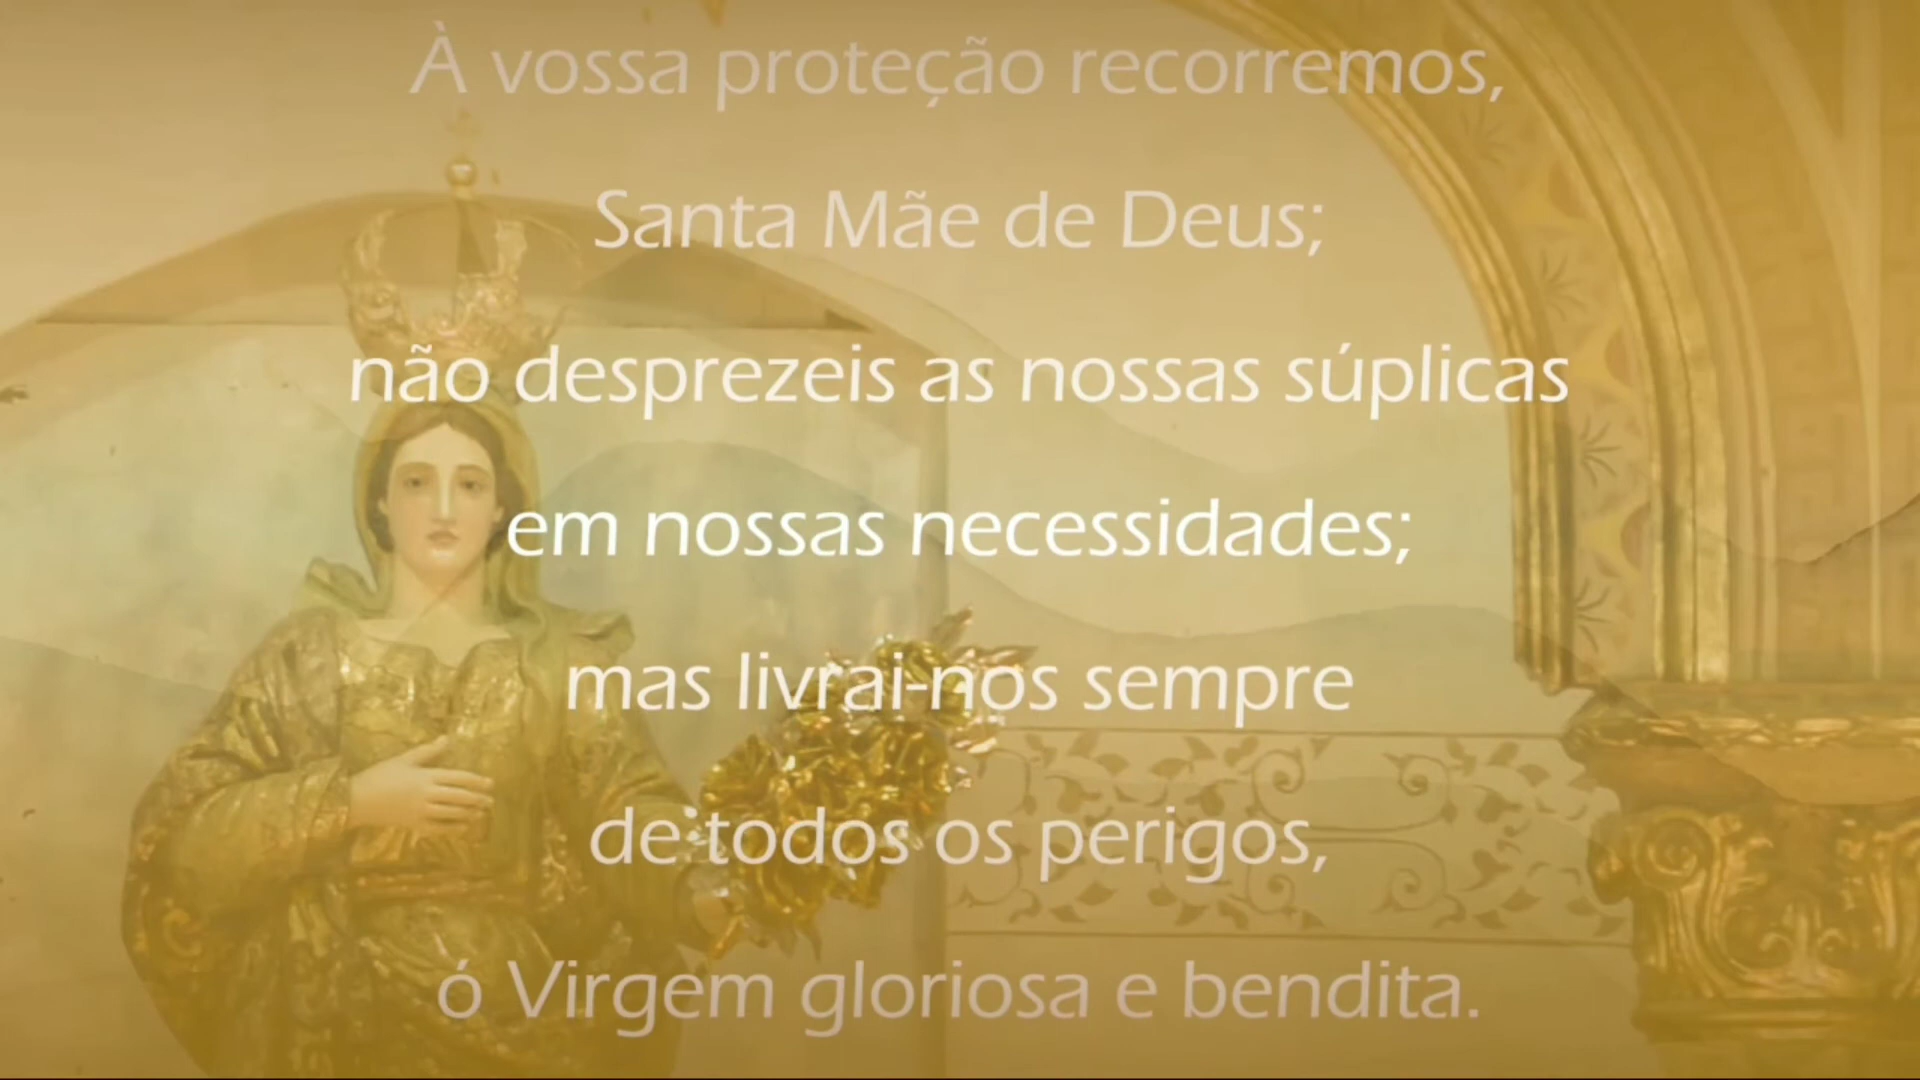 À vossa proteção recorremos,
Santa Mãe de Deus;
não desprezeis as nossas súplicas
em nossas necessidades;
mas livrai-nos sempre
de todos os perigos,
ó Virgem gloriosa e bendita.